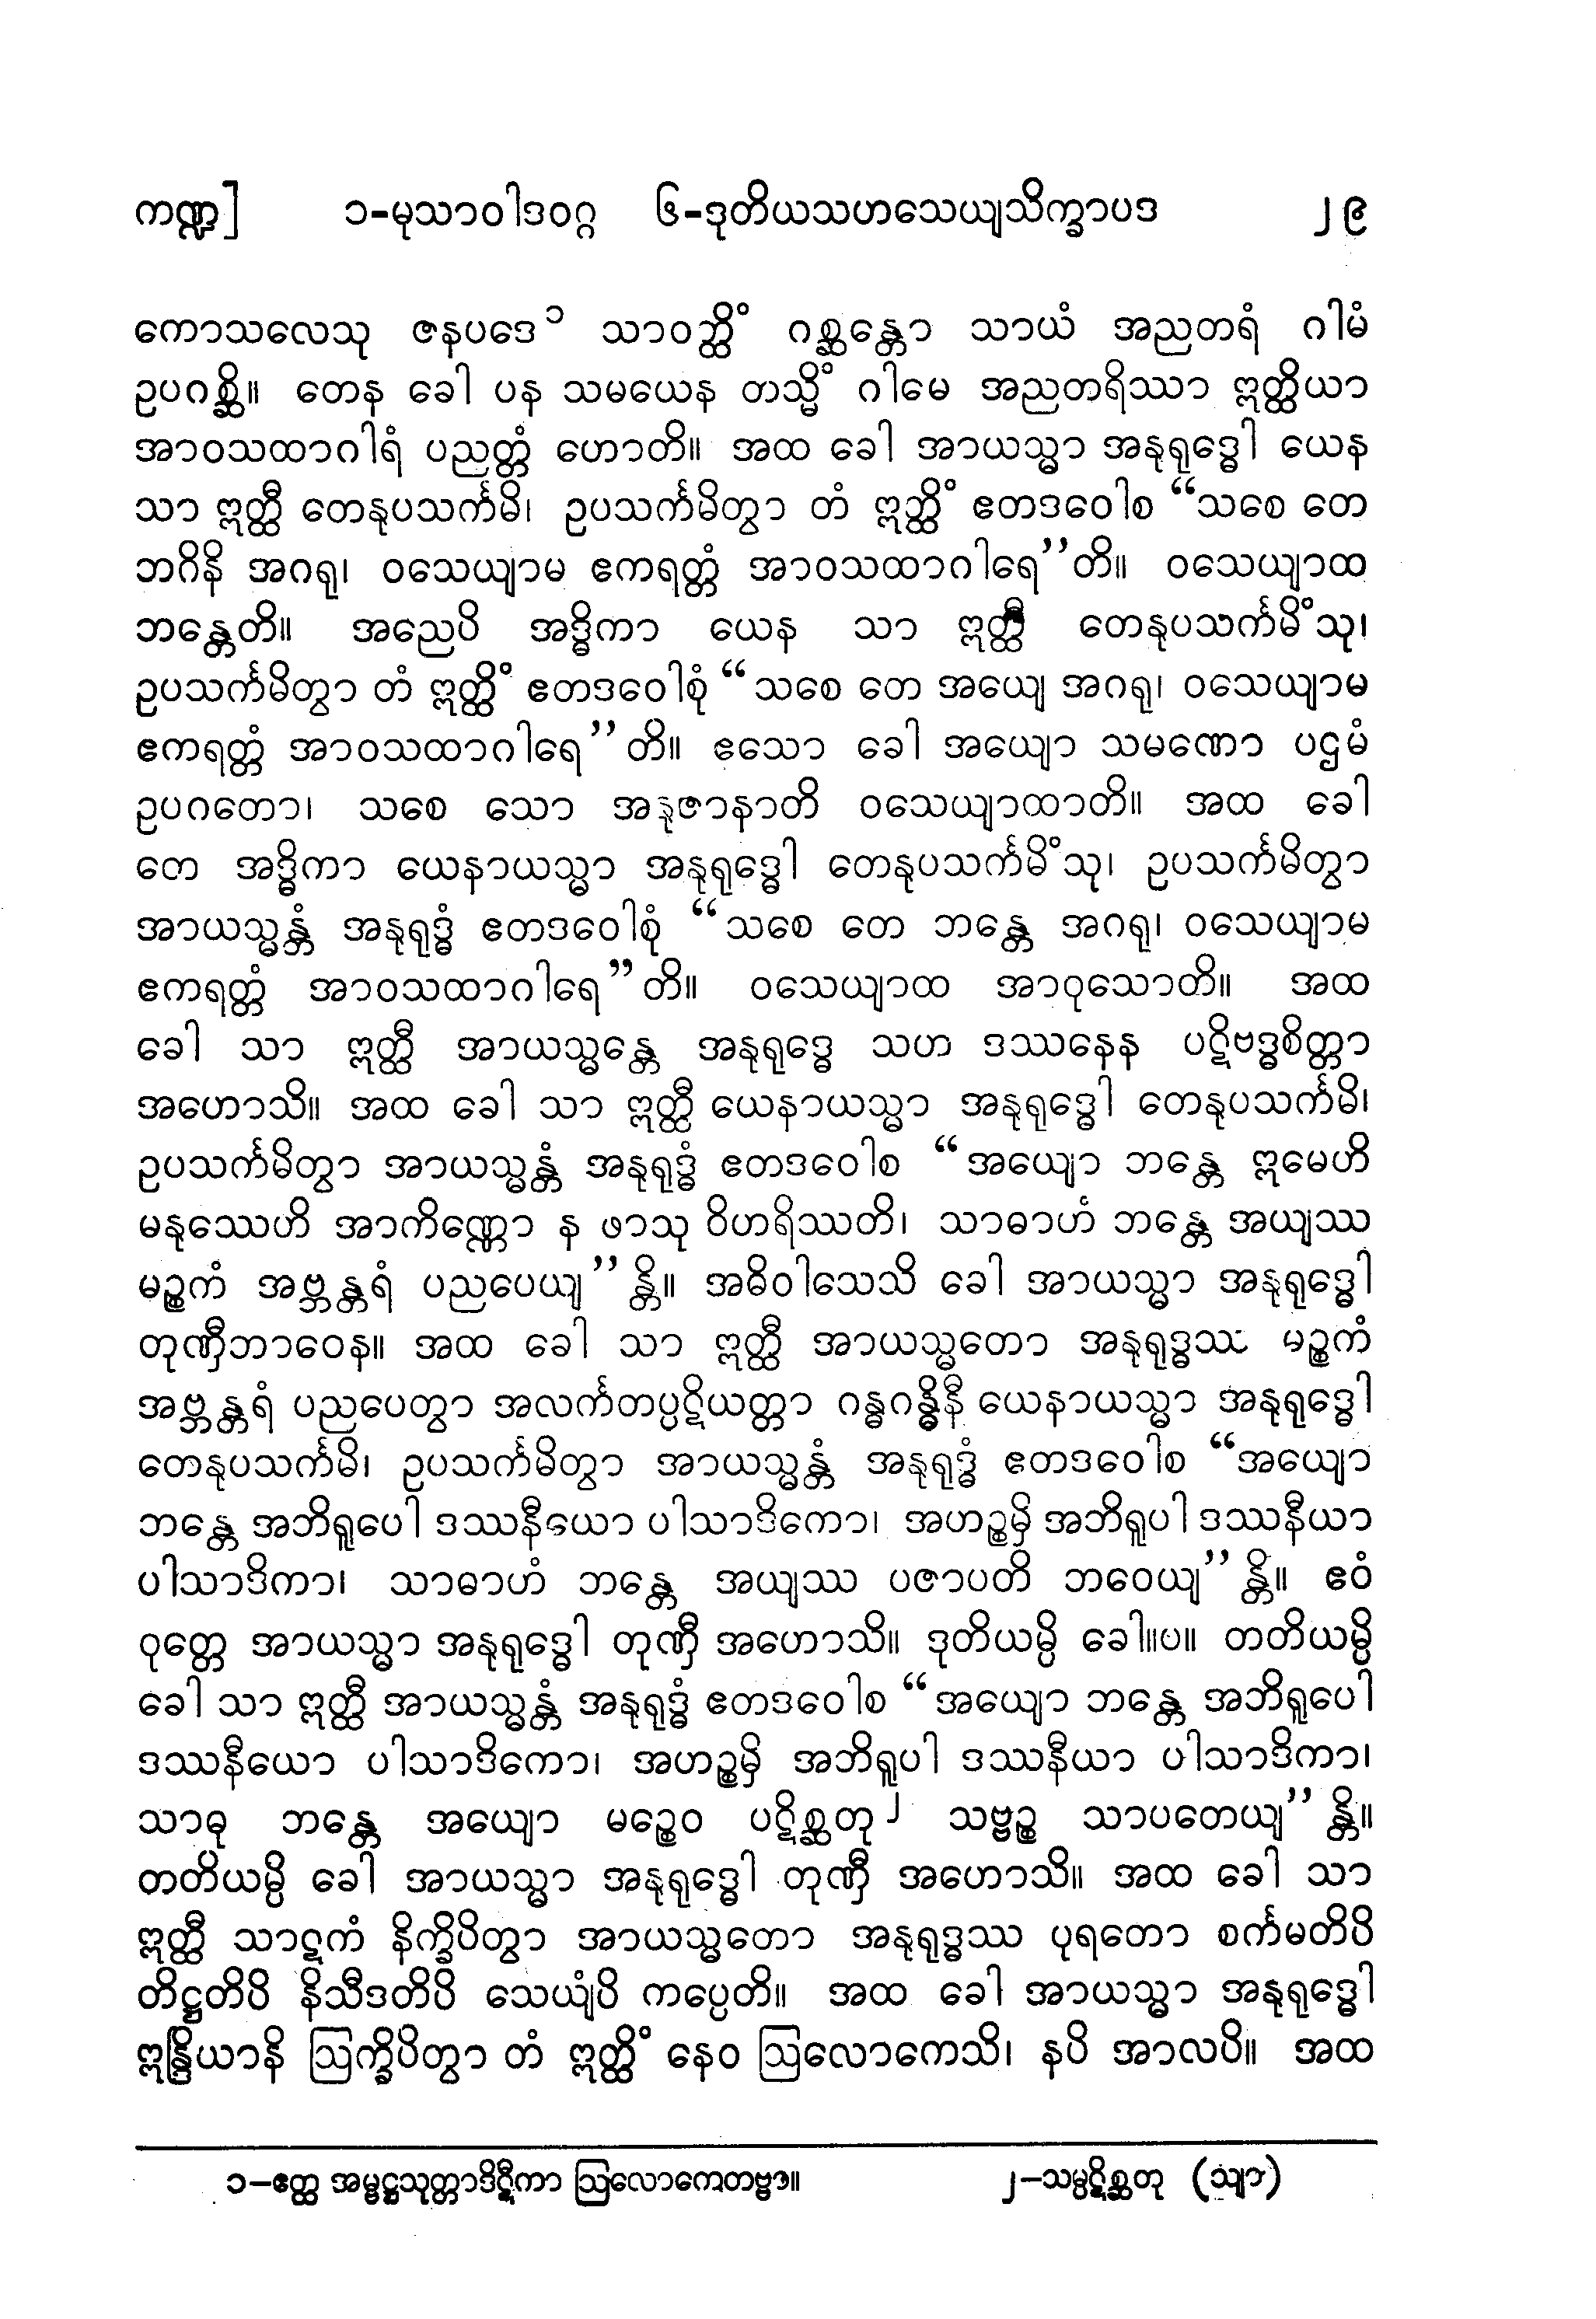 ကဏ္ဍ] ၁-မုသာဝါဒဝဂ္ဂ ၆-ဒုတိယသဟသေယျသိက္ခာပဒ ၂၉
ကောသလေသု ဇနပဒေ ၁ သာဝတ္ထိံ ဂစ္ဆန္တော သာယံ အညတရံ ဂါမံ
ဥပဂစ္ဆိ။ တေန ခေါ ပန သမယေန တသ္မိံ ဂါမေ အညတရိဿာ ဣတ္ထိယာ
အာဝသထာဂါရံ ပညတ္တံ ဟောတိ။ အထ ခေါ အာယသ္မာ အနုရုဒ္ဓေါ ယေန
သာ ဣတ္ထီ တေနုပသင်္ကမိ၊ ဥပသင်္ကမိတွာ တံ ဣတ္ထိံ ဧတဒဝေါစ “သစေ တေ
ဘဂိနိ အဂရု၊ ဝသေယျာမ ဧကရတ္တံ အာဝသထာဂါရေ”တိ။ ဝသေယျာထ
ဘန္တေတိ။ အညေပိ အဒ္ဓိကာ ယေန သာ ဣတ္ထီ တေနုပသင်္ကမိံသု၊
ဥပသင်္ကမိတွာ တံ ဣတ္ထိံ ဧတဒဝေါစုံ “သစေ တေ အယျေ အဂရု၊ ဝသေယျာမ
ဧကရတ္တံ အာဝသထာဂါရေ”တိ။ ဧသော ခေါ အယျော သမဏော ပဌမံ
ဥပဂတော၊ သစေ သော အနုဇာနာတိ ဝသေယျာထာတိ။ အထ ခေါ
တေ အဒ္ဓိကာ ယေနာယသ္မာ အနုရုဒ္ဓေါ တေနုပသင်္ကမိံသု၊ ဥပသင်္ကမိတွာ
အာယသ္မန္တံ အနုရုဒ္ဓံ ဧတဒဝေါစုံ “သစေ တေ ဘန္တေ အဂရု၊ ဝသေယျာမ
ဧကရတ္တံ အာဝသထာဂါရေ”တိ။ ဝသေယျာထ အာဝုသောတိ။ အထ
ခေါ သာ ဣတ္ထီ အာယသ္မန္တေ အနုရုဒ္ဓေ သဟ ဒဿနေန ပဋိဗဒ္ဓစိတ္တာ
အဟောသိ။ အထ ခေါ သာ ဣတ္ထီ ယေနာယသ္မာ အနုရုဒ္ဓေါ တေနုပသင်္ကမိ၊
ဥပသင်္ကမိတွာ အာယသ္မန္တံ အနုရုဒ္ဓံ ဧတဒဝေါစ “အယျော ဘန္တေ ဣမေဟိ
မနုဿေဟိ အာကိဏ္ဏော န ဖာသု ဝိဟရိဿတိ၊ သာဓာဟံ ဘန္တေ အယျဿ
မဉ္စကံ အဗ္ဘန္တရံ ပညပေယျ”န္တိ။ အဓိဝါသေသိ ခေါ အာယသ္မာ အနုရုဒ္ဓေါ
တုဏှီဘာဝေန။ အထ ခေါ သာ ဣတ္ထီ အာယသ္မတော အနုရုဒ္ဓဿ မဉ္စကံ
အဗ္ဘန္တရံ ပညပေတွာ အလင်္ကတပ္ပဋိယတ္တာ ဂန္ဓဂန္ဓိနီ ယေနာယသ္မာ အနုရုဒ္ဓေါ
တေနုပသင်္ကမိ၊ ဥပသင်္ကမိတွာ အာယသ္မန္တံ အနုရုဒ္ဓံ ဧတဒဝေါစ “အယျော
ဘန္တေ အဘိရူပေါ ဒဿနီယော ပါသာဒိကော၊ အဟဉ္စမှိ အဘိရူပါ ဒဿနီယာ
ပါသာဒိကာ၊ သာဓာဟံ ဘန္တေ အယျဿ ပဇာပတိ ဘဝေယျ”န္တိ။ ဧဝံ
ဝုတ္တေ အာယသ္မာ အနုရုဒ္ဓေါ တုဏှီ အဟောသိ။ ဒုတိယမ္ပိ ခေါ။ပ။ တတိယမ္ပိ
ခေါ သာ ဣတ္ထီ အာယသ္မန္တံ အနုရုဒ္ဓံ ဧတဒဝေါစ “အယျော ဘန္တေ အဘိရူပေါ
ဒဿနီယော ပါသာဒိကော၊ အဟဉ္စမှိ အဘိရူပါ ဒဿနီယာ ပါသာဒိကာ၊
သာဓု ဘန္တေ အယျော မဉ္စေဝ ပဋိစ္ဆတု ၂ သဗ္ဗဉ္စ သာပတေယျ”န္တိ။
တတိယမ္ပိ ခေါ အာယသ္မာ အနုရုဒ္ဓေါ တုဏှီ အဟောသိ။ အထ ခေါ သာ
ဣတ္ထီ သာဋကံ နိက္ခိပိတွာ အာယသ္မတော အနုရုဒ္ဓဿ ပုရတော စင်္ကမတိပိ
တိဋ္ဌတိပိ နိသီဒတိပိ သေယျံပိ ကပ္ပေတိ။ အထ ခေါ အာယသ္မာ အနုရုဒ္ဓေါ
ဣန္ဒြိယာနိ ဩက္ခိပိတွာ တံ ဣတ္ထိံ နေဝ ဩလောကေသိ၊ နပိ အာလပိ။ အထ
၁-ဧတ္ထ အမ္ဗဋ္ဌသုတ္တာဒိဋီကာ ဩလောကေတဗ္ဗာ။ ၂-သမ္ပဋိစ္ဆတု (သျာ)